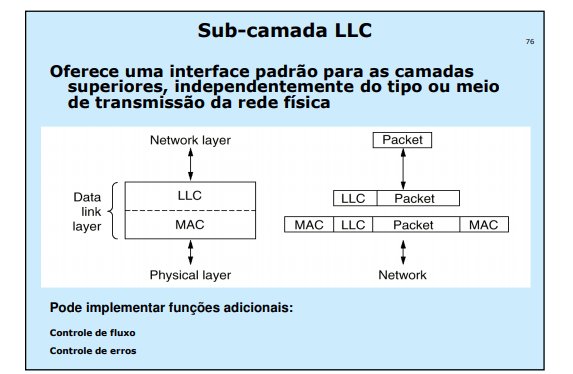 Sub-camada LLC
76
Oferece uma interface padrão para as camadas
superiores, independentemente do tipo ou meio
de transmissão da rede física
Network layer
Data
link
layer
LLC
MAC
Physical layer
Packet
LLC Packet
MAC LLC Packet MAC
Network
Pode implementar funções adicionais:
Controle de fluxo
Controle de erros